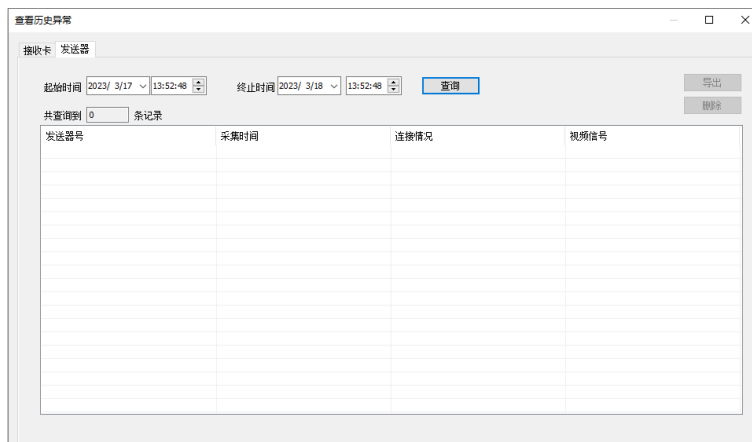 查看历史异常
接收卡 发送器
起始时间 2023/ 3/17 13:52:48 终止时间 2023/ 3/18 13:52:48 查询 导出
删除
共查询到 0 条记录
发送器号 采集时间 连接情况 视频信号